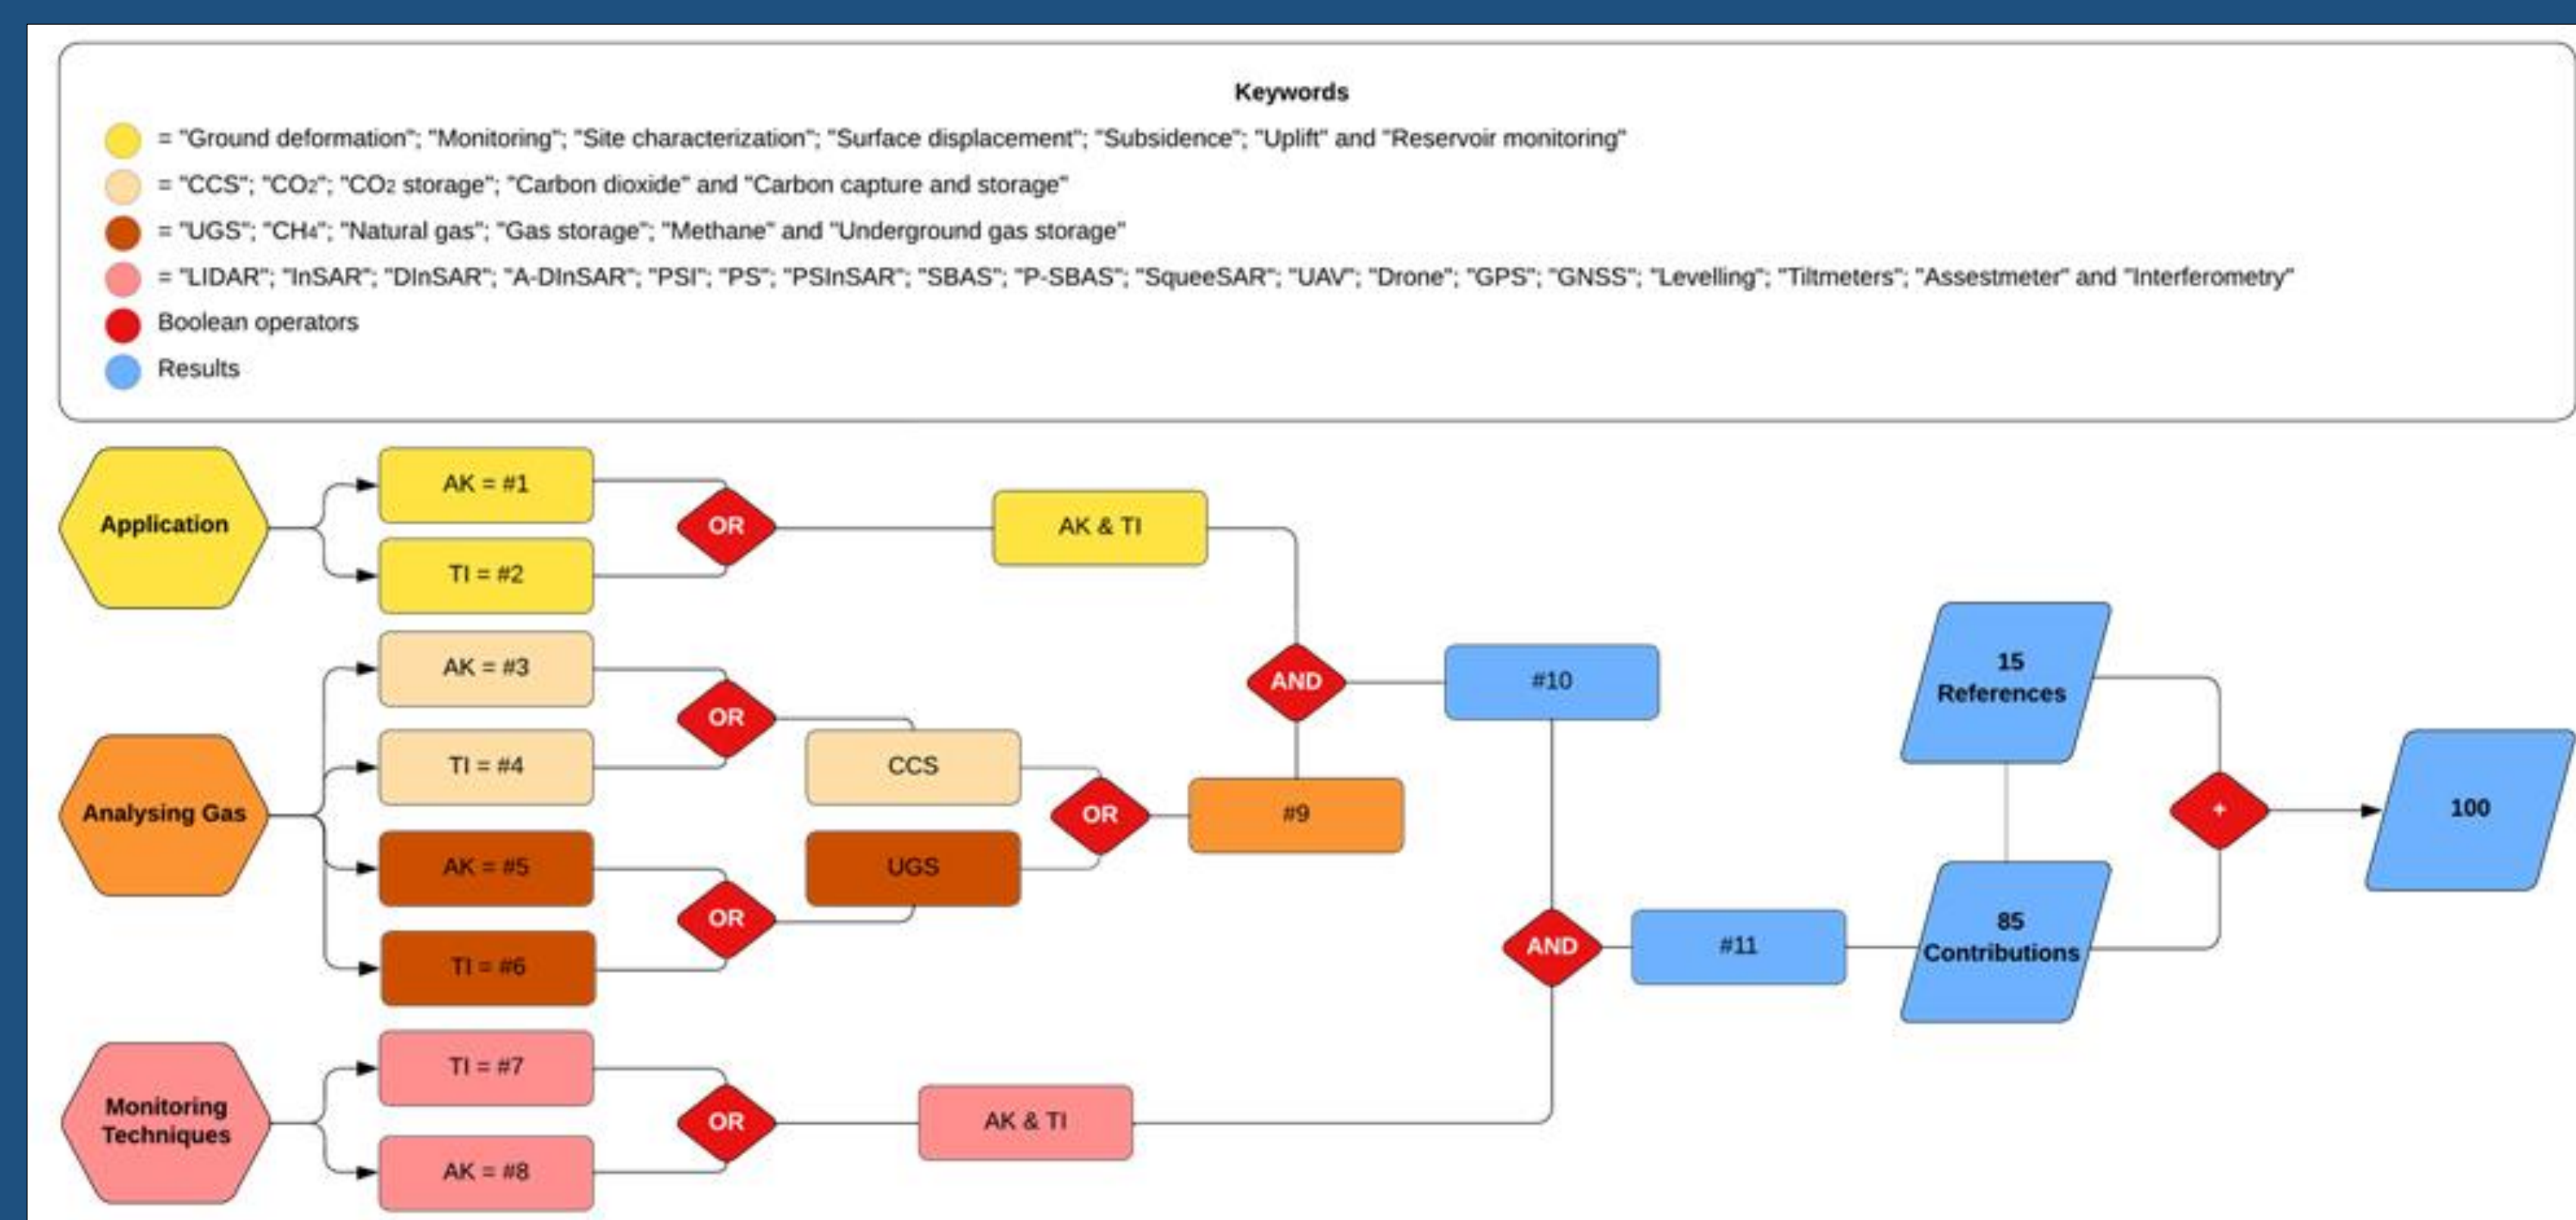 Keywords
= "Ground deformation"; "Monitoring"; "Site characterization"; "Surface displacement"; "Subsidence"; "Uplift" and "Reservoir monitoring"
= "CCS"; "CO2"; "CO2 storage"; "Carbon dioxide" and "Carbon capture and storage"
= "UGS"; "CH4"; "Natural gas"; "Gas storage"; "Methane" and "Underground gas storage"
= "LIDAR"; "InSAR"; "DInSAR"; "A-DInSAR"; "PSI"; "PS"; "PSInSAR"; "SBAS"; "P-SBAS"; "SqueeSAR"; "UAV"; "Drone"; "GPS"; "GNSS"; "Levelling"; "Tiltmeters"; "Assestmeter" and "Interferometry"
Boolean operators
Results
Application
AK = #1
TI = #2
OR
AK & TI
Analysing Gas
AK = #3
TI = #4
AK = #5
TI = #6
OR
OR
CCS
UGS
OR
#9
AND
#10
Monitoring
Techniques
TI = #7
AK = #8
OR
AK & TI
AND
#11
15
References
85
Contributions
+
100